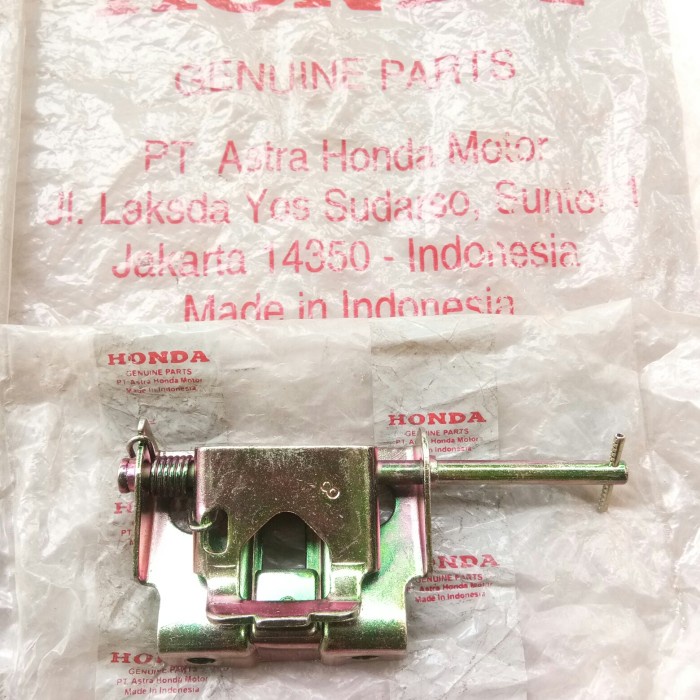 HONDA
GENUINE PARTS
PT Astra Honda Motor
Jl. Laksda Yos Sudarso, Sunter 1
Jakarta 14350 - Indonesia
Made in Indonesia
HONDA
GENUINE PARTS
PT Astra Honda Motor
Made in Indonesia
HONDA
GENUINE PARTS
PT Astra Honda Motor
Made in Indonesia
8
HONDA
GENUINE PARTS
PT Astra Honda Motor
Made in Indonesia
GENUINE PARTS
PT Astra Honda Motor
Made in Indonesia